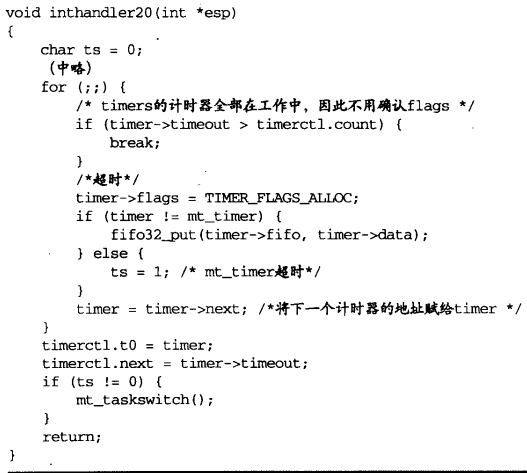 void inthandler20(int *esp)
{
    char ts = 0;
     (中略)
    for (;;) {
        /* timers的计时器全部在工作中，因此不用确认flags */
        if (timer->timeout > timerctl.count) {
            break;
        }
        /*超时*/
        timer->flags = TIMER_FLAGS_ALLOC;
        if (timer != mt_timer) {
            fifo32_put(timer->fifo, timer->data);
        } else {
            ts = 1; /* mt_timer超时*/
        }
        timer = timer->next; /*将下一个计时器的地址赋给timer */
    }
    timerctl.t0 = timer;
    timerctl.next = timer->timeout;
    if (ts != 0) {
        mt_taskswitch();
    }
    return;
}